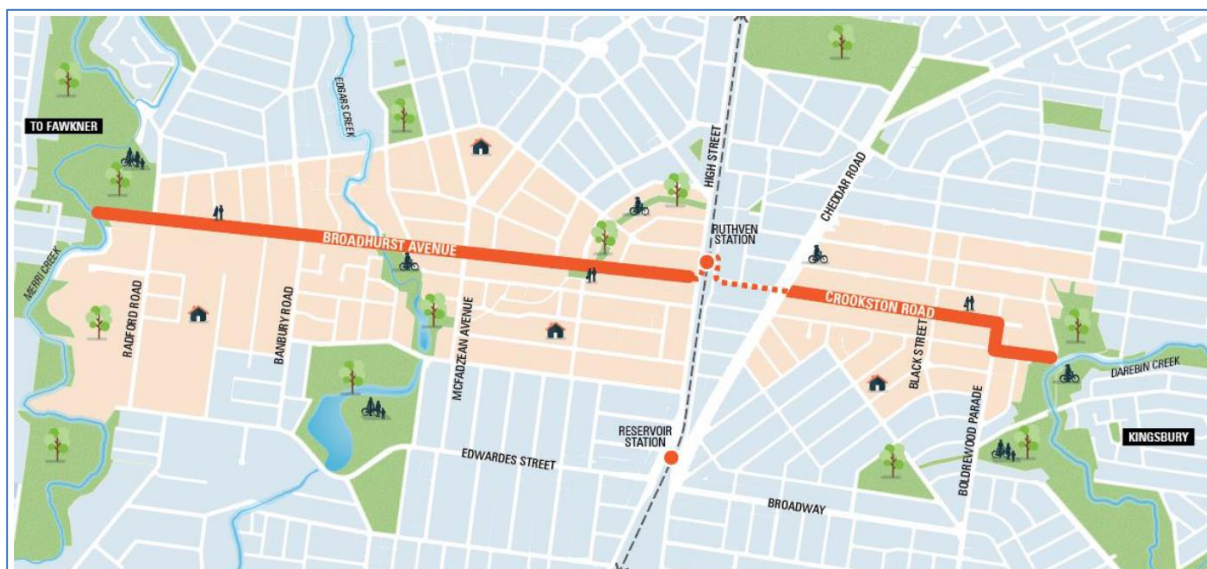 TO FAWKNER
MERRI CREEK
RADFORD ROAD
BANBURY ROAD
EDGARS CREEK
BROADHURST AVENUE
MCFADZEAN AVENUE
EDWARDES STREET
HIGH STREET
RUTHVEN
STATION
RESERVOIR
STATION
CHEDDAR ROAD
CROOKSTON ROAD
BLACK STREET
BOLDREWOOD PARADE
BROADWAY
DAREBIN CREEK
KINGSBURY